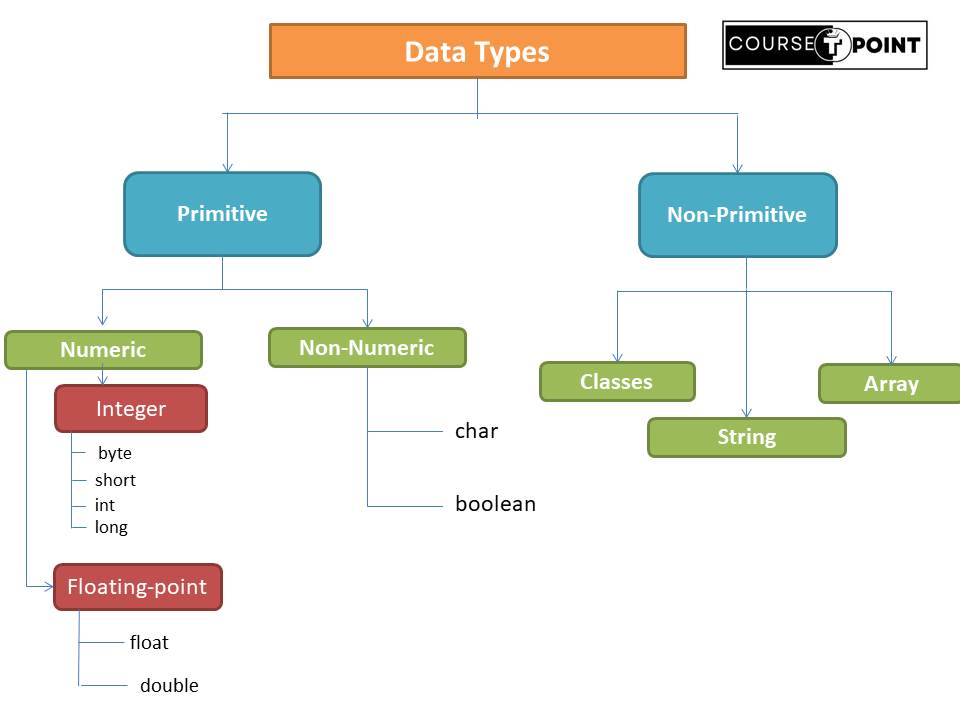 Data Types
COURSE POINT
Primitive
Non-Primitive
Numeric
Non-Numeric
Classes
Array
String
Integer
byte
short
int
long
char
boolean
Floating-point
float
double